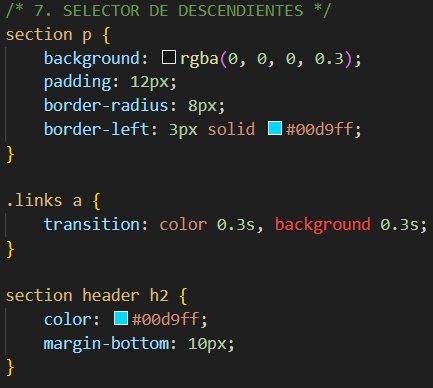 /* 7. SELECTOR DE DESCENDIENTES */
section p {
    background: rgba(0, 0, 0, 0.3);
    padding: 12px;
    border-radius: 8px;
    border-left: 3px solid #00d9ff;
}

.links a {
    transition: color 0.3s, background 0.3s;
}

section header h2 {
    color: #00d9ff;
    margin-bottom: 10px;
}